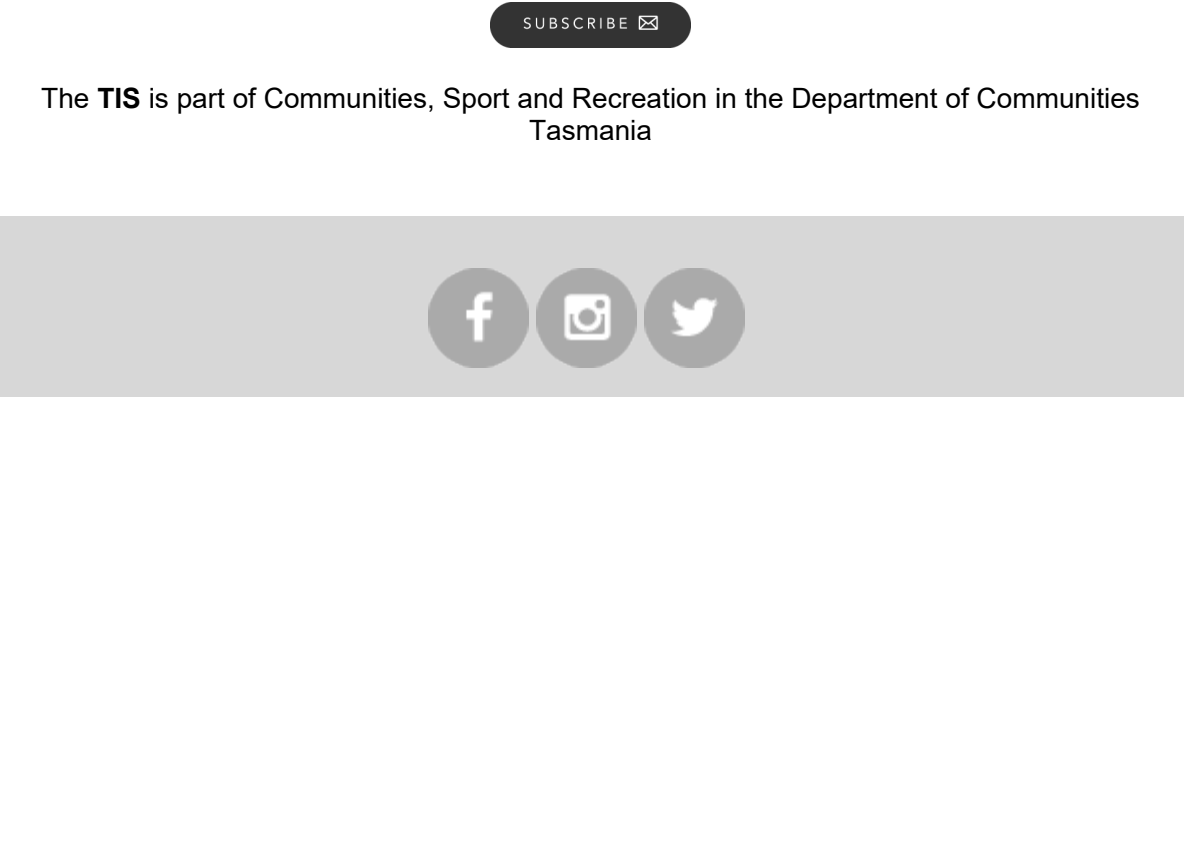 SUBSCRIBE
The TIS is part of Communities, Sport and Recreation in the Department of Communities
Tasmania